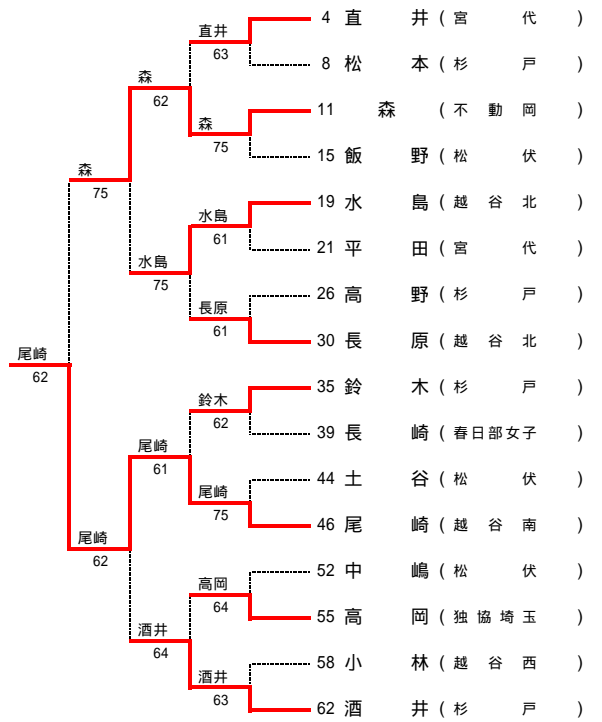 4 直井 (宮代)
直井
63
8 松本 (杉戸)
森
62
11 森 (不動岡)
森
75
15 飯野 (松伏)
森
75
19 水島 (越谷北)
水島
61
21 平田 (宮代)
水島
75
26 高野 (杉戸)
長原
61
30 長原 (越谷北)
尾崎
62
35 鈴木 (杉戸)
鈴木
62
39 長崎 (春日部女子)
尾崎
61
44 土谷 (松伏)
尾崎
75
46 尾崎 (越谷南)
尾崎
62
52 中嶋 (松伏)
高岡
64
55 高岡 (独協埼玉)
酒井
64
58 小林 (越谷西)
酒井
63
62 酒井 (杉戸)